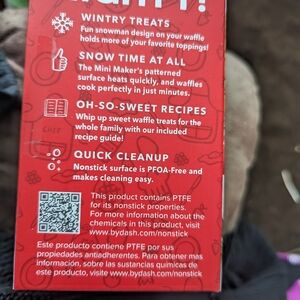 WINTRY TREATS
Fun snowman design on your waffle
holds more of your favorite toppings!
SNOW TIME AT ALL
The Mini Maker's patterned
surface heats quickly, and waffles
cook perfectly in just minutes.
OH-SO-SWEET RECIPES
Whip up sweet waffle treats for the
whole family with our included
recipe guide!
QUICK CLEANUP
Nonstick surface is PFOA-Free and
makes cleaning easy.
This product contains PTFE
for its nonstick properties.
For more information about the
chemicals in this product, visit
www.bydash.com/nonstick
Este producto contiene PTFE por sus
propiedades antiadherentes. Para obtener mas
información, sobre las sustancias químicas de
este producto, visite www.bydash.com/nonstick